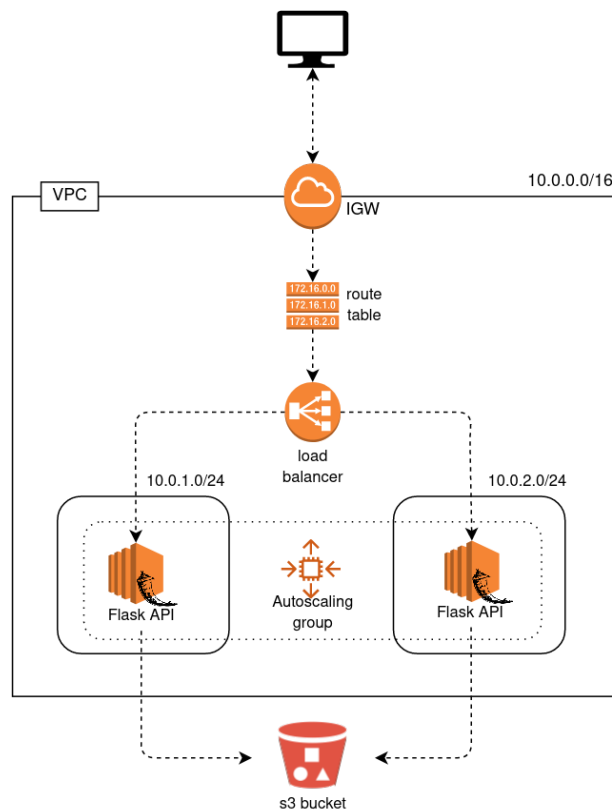 VPC
10.0.0.0/16
IGW
172.16.0.0
172.16.1.0
172.16.2.0
route
table
load
balancer
10.0.1.0/24
10.0.2.0/24
Flask API
Autoscaling
group
Flask API
s3 bucket